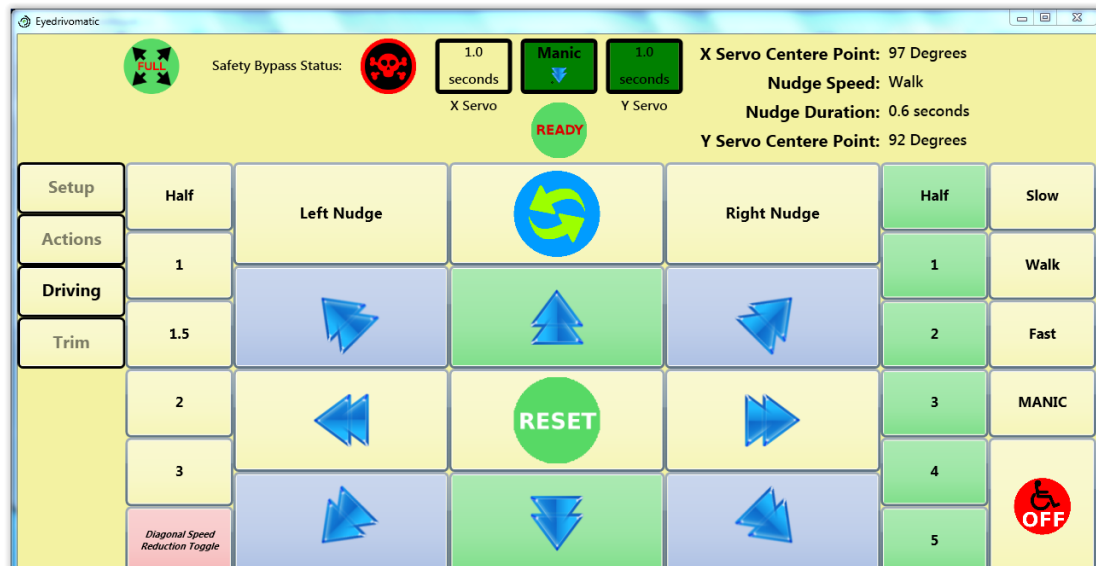 Eyedrivomatic
FULL
Safety Bypass Status:
1.0
seconds
X Servo
Manic
1.0
seconds
Y Servo
READY
X Servo Centere Point: 97 Degrees
Nudge Speed: Walk
Nudge Duration: 0.6 seconds
Y Servo Centere Point: 92 Degrees
Setup
Actions
Driving
Trim
Half
1
1.5
2
3
Diagonal Speed
Reduction Toggle
Left Nudge
Right Nudge
RESET
Half
1
2
3
4
5
Slow
Walk
Fast
MANIC
OFF